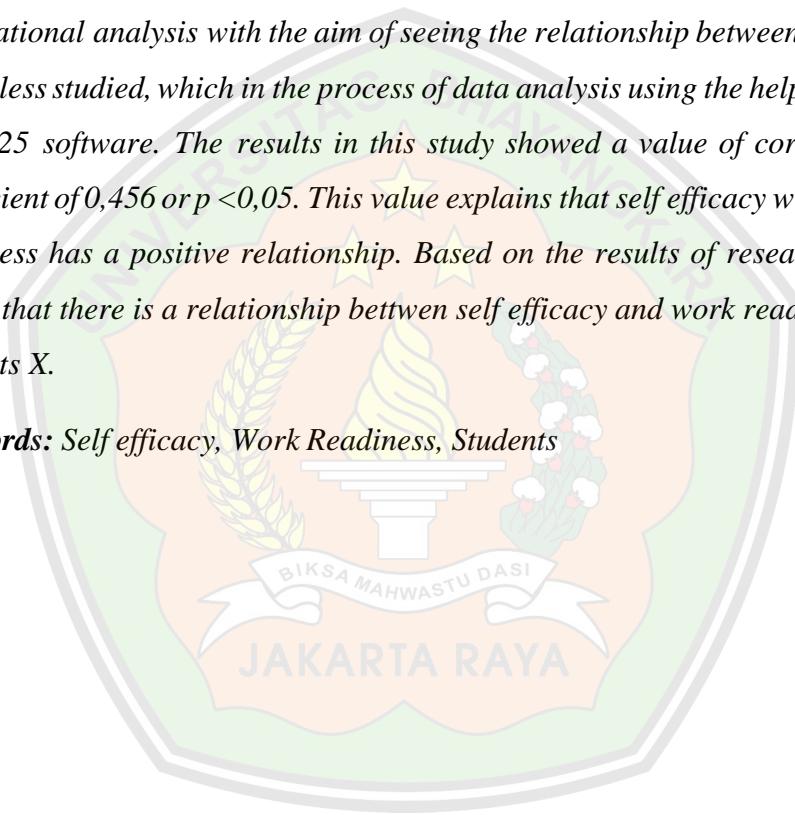 ational analysis with the aim of seeing the relationship between
less studied, which in the process of data analysis using the help
25 software. The results in this study showed a value of cor
ient of 0,456 or p <0,05. This value explains that self efficacy w
ess has a positive relationship. Based on the results of resea
that there is a relationship bettwen self efficacy and work read
ts X.
rds: Self efficacy, Work Readiness, Students
UNIVERSITAS BHAYANGKARA
BIKSA MAHWASTU DASI
JAKARTA RAYA